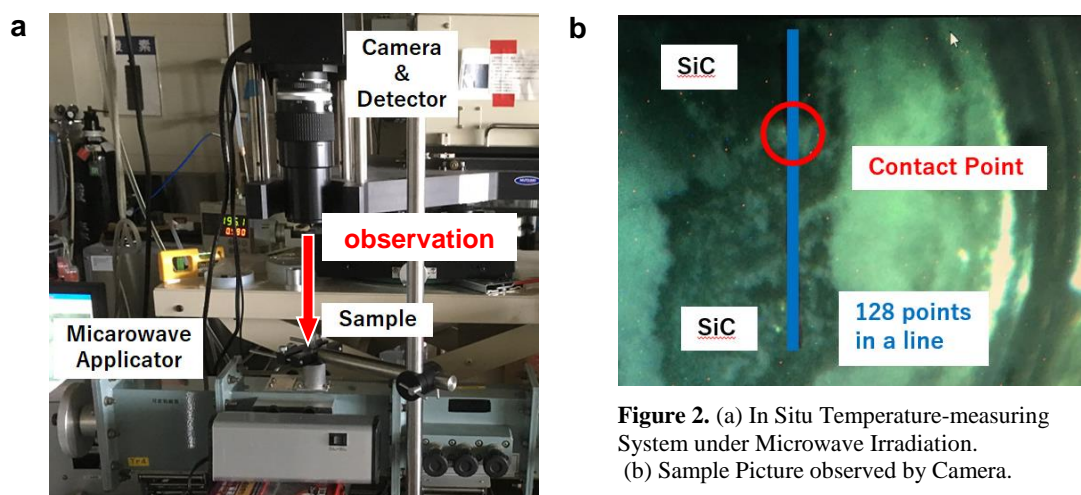 a
Camera
&
Detector
observation
Sample
Micarowave
Applicator
b
SiC
Contact Point
SiC
128 points
in a line
Figure 2. (a) In Situ Temperature-measuring
System under Microwave Irradiation.
(b) Sample Picture observed by Camera.